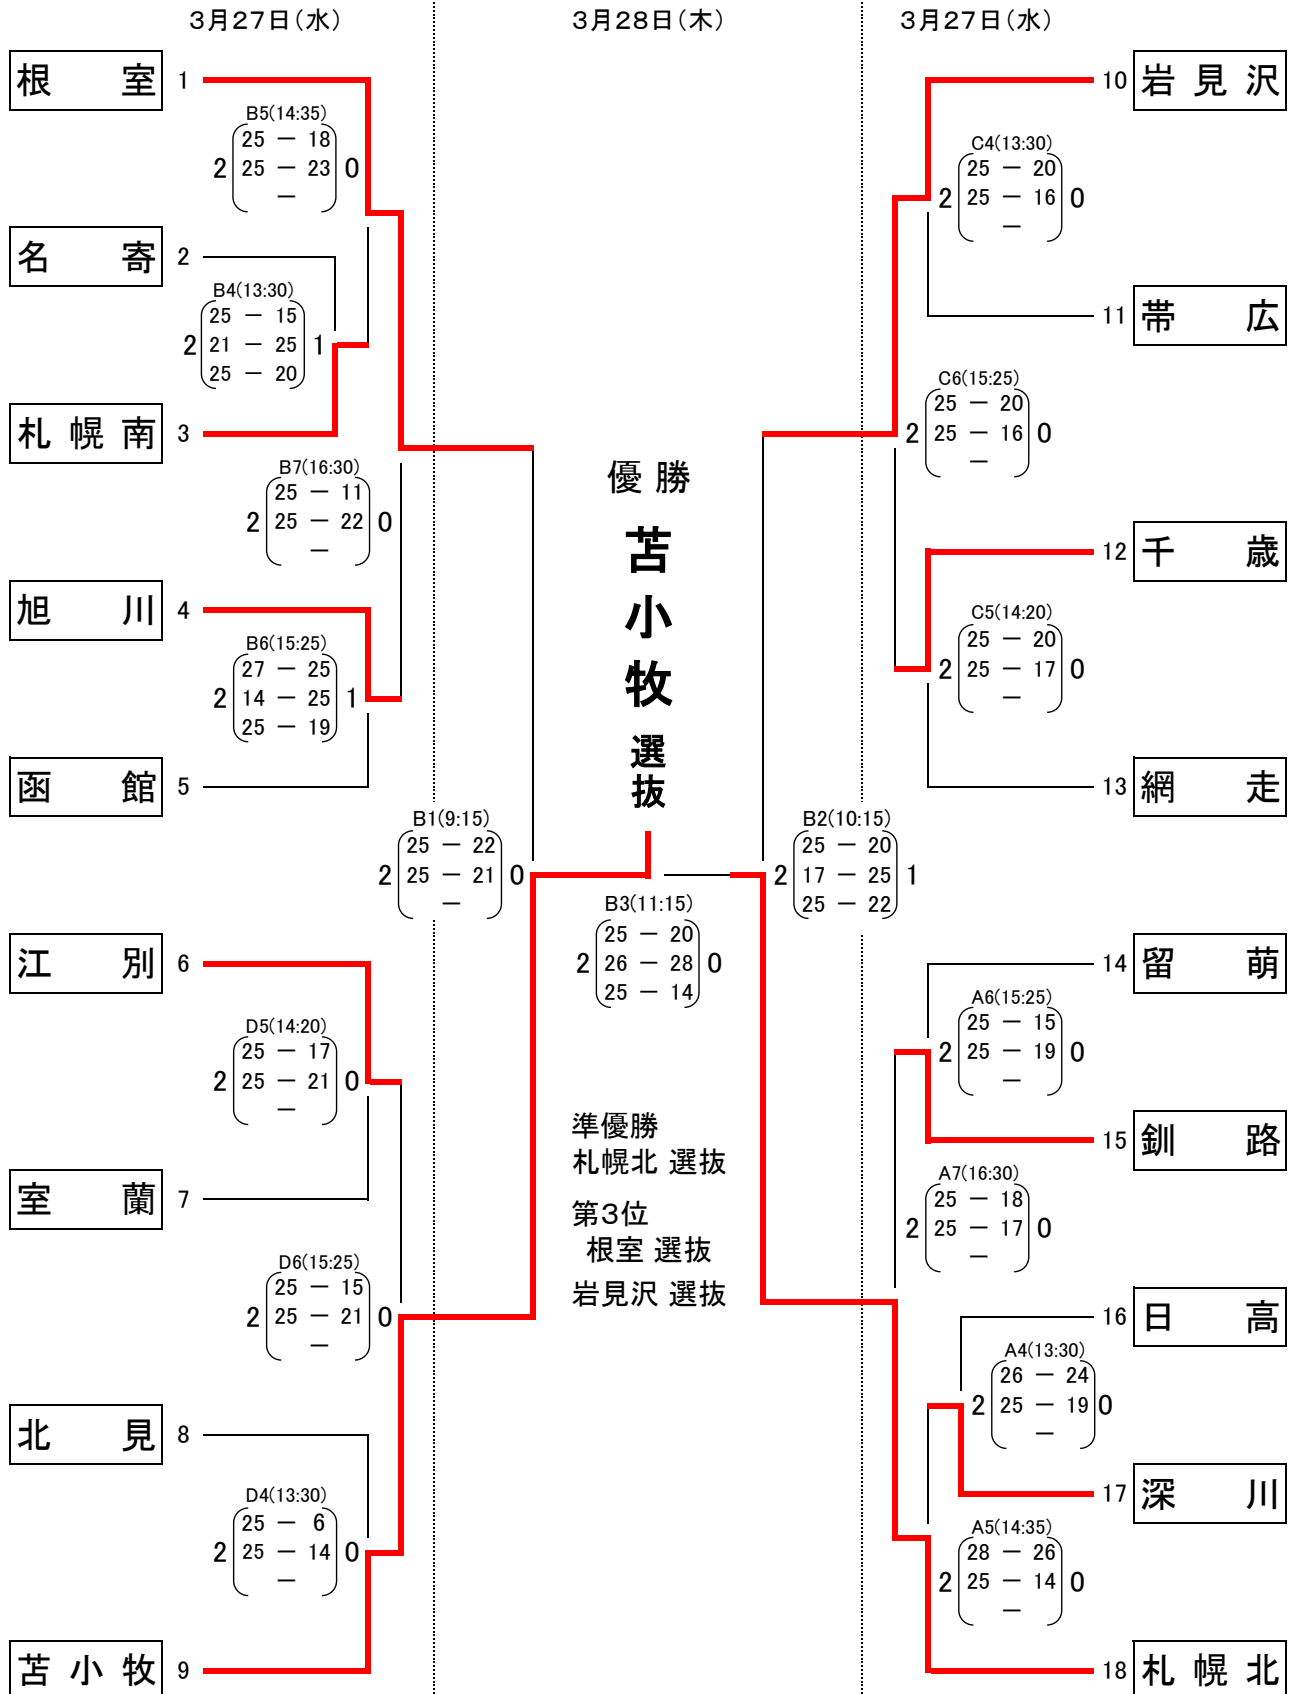 3月27日(水)
3月28日(木)
3月27日(水)
根室 1
B5(14:35)
25 － 18
2 25 － 23 0
－
名寄 2
B4(13:30)
25 － 15
2 21 － 25 1
25 － 20
札幌南 3
B7(16:30)
25 － 11
2 25 － 22 0
－
旭川 4
B6(15:25)
27 － 25
2 14 － 25 1
25 － 19
函館 5
B1(9:15)
25 － 22
2 25 － 21 0
－
江別 6
D5(14:20)
25 － 17
2 25 － 21 0
－
室蘭 7
D6(15:25)
25 － 15
2 25 － 21 0
－
北見 8
D4(13:30)
25 － 6
2 25 － 14 0
－
苫小牧 9
優勝
苫小牧選抜
B3(11:15)
25 － 20
2 26 － 28 0
25 － 14
準優勝
札幌北 選抜
第3位
根室 選抜
岩見沢 選抜
10 岩見沢
C4(13:30)
25 － 20
2 25 － 16 0
－
11 帯広
C6(15:25)
25 － 20
2 25 － 16 0
－
12 千歳
C5(14:20)
25 － 20
2 25 － 17 0
－
13 網走
B2(10:15)
25 － 20
2 17 － 25 1
25 － 22
14 留萌
A6(15:25)
25 － 15
2 25 － 19 0
－
15 釧路
A7(16:30)
25 － 18
2 25 － 17 0
－
16 日高
A4(13:30)
26 － 24
2 25 － 19 0
－
17 深川
A5(14:35)
28 － 26
2 25 － 14 0
－
18 札幌北